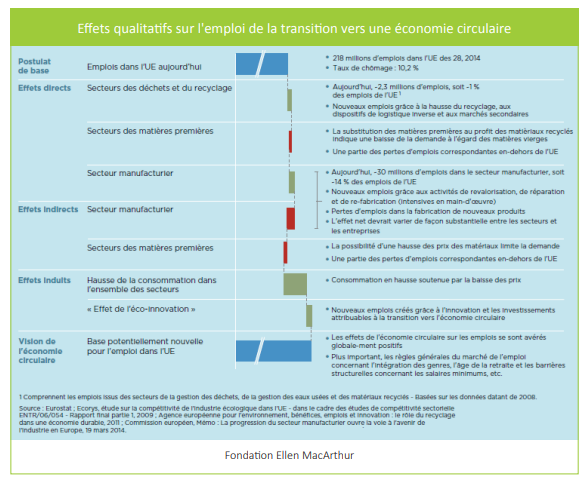 Effets qualitatifs sur l'emploi de la transition vers une économie circulaire
Postulat
de base
Emplois dans l'UE aujourd'hui
• 218 millions d'emplois dans l'UE des 28, 2014
• Taux de chômage : 10,2 %
Effets directs
Secteurs des déchets et du recyclage
• Aujourd'hui, ~2,3 millions d'emplois, soit ~1 %
des emplois de l'UE¹
• Nouveaux emplois grâce à la hausse du recyclage, aux
dispositifs de logistique inverse et aux marchés secondaires
Secteurs des matières premières
• La substitution des matières premières au profit des matériaux recyclés
indique une baisse de la demande à l'égard des matières vierges
• Une partie des pertes d'emplois correspondantes en-dehors de l'UE
Secteur manufacturier
• Aujourd'hui, ~30 millions d'emplois dans le secteur manufacturier, soit
~14 % des emplois de l'UE
• Nouveaux emplois grâce aux activités de revalorisation, de réparation
et de re-fabrication (intensives en main-d'œuvre)
Effets indirects
Secteur manufacturier
• Pertes d'emplois dans la fabrication de nouveaux produits
• L'effet net devrait varier de façon substantielle entre les secteurs et
les entreprises
Secteurs des matières premières
• La possibilité d'une hausse des prix des matériaux limite la demande
• Une partie des pertes d'emplois correspondantes en-dehors de l'UE
Effets induits
Hausse de la consommation dans
l'ensemble des secteurs
• Consommation en hausse soutenue par la baisse des prix
« Effet de l'éco-innovation »
• Nouveaux emplois créés grâce à l'innovation et les investissements
attribuables à la transition vers l'économie circulaire
Vision de
l'économie
circulaire
Base potentiellement nouvelle
pour l'emploi dans l'UE
• Les effets de l'économie circulaire sur les emplois se sont avérés
globale-ment positifs
• Plus important, les règles générales du marché de l'emploi
concernant l'intégration des genres, l'âge de la retraite et les barrières
structurelles concernant les salaires minimums, etc.
1 Comprennent les emplois issus des secteurs de la gestion des déchets, de la gestion des eaux usées et des matériaux recyclés - Basées sur les données datant de 2008.
Source : Eurostat ; Ecorys, étude sur la compétitivité de l'industrie écologique dans l'UE - dans le cadre des études de compétitivité sectorielle
ENTR/06/054 - Rapport final partie 1, 2009 ; Agence européenne pour l'environnement, bénéfices, emplois et innovation : le rôle du recyclage
dans une économie durable, 2011 ; Commission européen, Mémo : La progression du secteur manufacturier ouvre la voie à l'avenir de
l'industrie en Europe, 19 mars 2014.
Fondation Ellen MacArthur